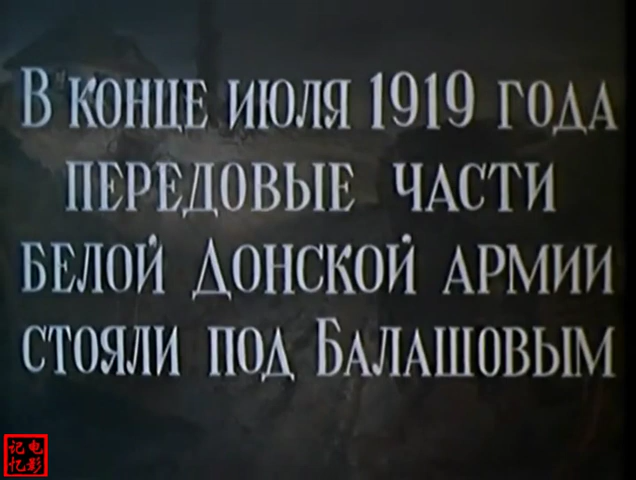 В КОНЦЕ ИЮЛЯ 1919 ГОДА
ПЕРЕДОВЫЕ ЧАСТИ
БЕЛОЙ ДОНСКОЙ АРМИИ
СТОЯЛИ ПОД БАЛАШОВЫМ
电影
记忆